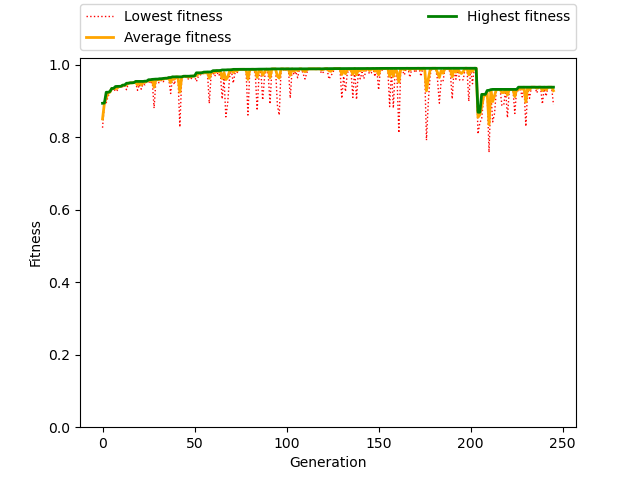 Lowest fitness
Average fitness
Highest fitness
1.0
0.8
0.6
0.4
0.2
0.0
Fitness
0 50 100 150 200 250
Generation